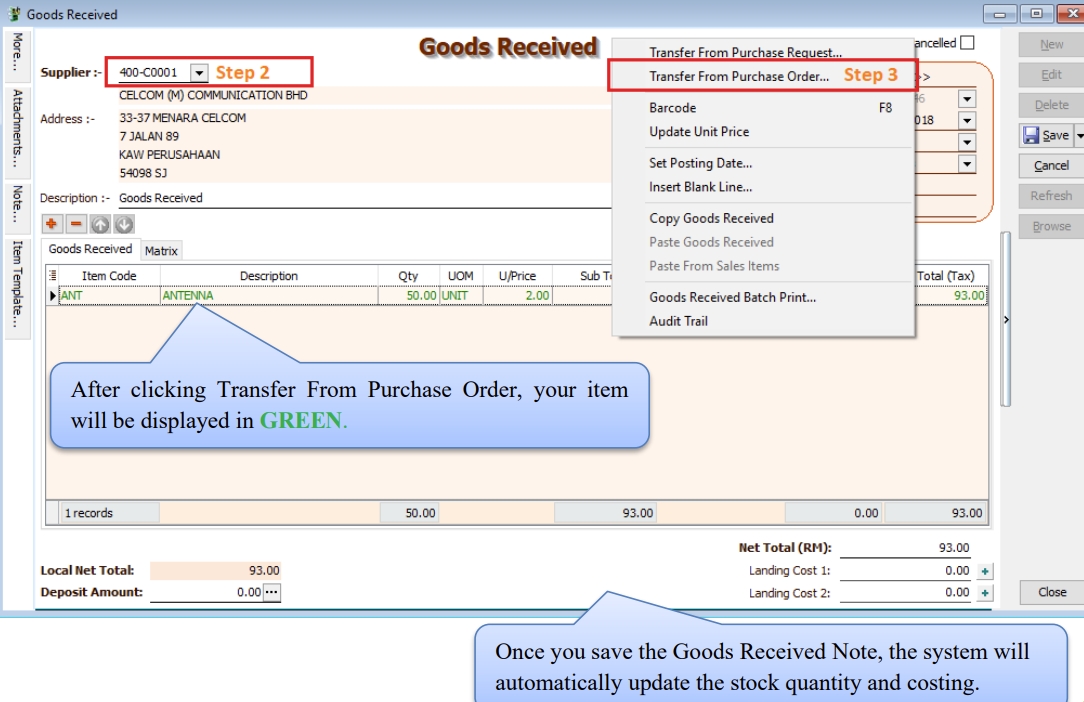 Goods Received
More...
Attachments...
Note...
Item Template...
Goods Received
Cancelled
Supplier :- 400-C0001 Step 2
CELCOM (M) COMMUNICATION BHD
Address :- 33-37 MENARA CELCOM
7 JALAN 89
KAW PERUSAHAAN
54098 SJ
Description :- Goods Received
Transfer From Purchase Request...
Transfer From Purchase Order... Step 3
Barcode F8
Update Unit Price
Set Posting Date...
Insert Blank Line...
Copy Goods Received
Paste Goods Received
Paste From Sales Items
Goods Received Batch Print...
Audit Trail
>>
018
New
Edit
Delete
Save
Cancel
Refresh
Browse
Goods Received Matrix
Item Code Description Qty UOM U/Price Sub T Total (Tax)
ANT ANTENNA 50.00 UNIT 2.00 93.00
After clicking Transfer From Purchase Order, your item
will be displayed in GREEN.
1 records 50.00 93.00 0.00 93.00
Net Total (RM): 93.00
Local Net Total: 93.00 Landing Cost 1: 0.00
Deposit Amount: 0.00 Landing Cost 2: 0.00
Close
Once you save the Goods Received Note, the system will
automatically update the stock quantity and costing.